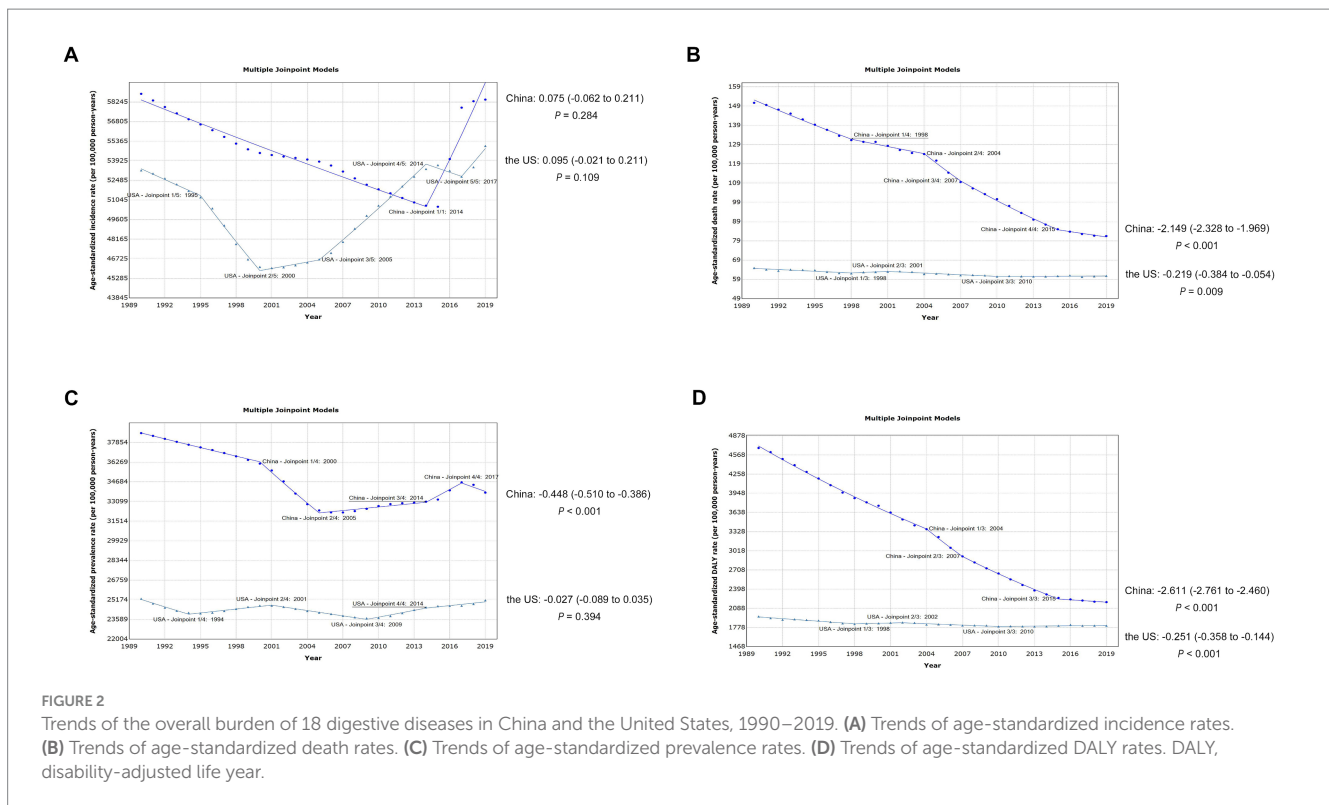 A
Multiple Joinpoint Models
Age-standardized incidence rate (per 100,000 person-years)
58245
56805
55365
53925
52485
51045
49605
48165
46725
45285
43845
1989 1992 1995 1998 2001 2004 2007 2010 2013 2016 2019
Year
USA - Joinpoint 1/5: 1995
USA - Joinpoint 2/5: 2000
USA - Joinpoint 3/5: 2005
USA - Joinpoint 4/5: 2014
USA - Joinpoint 5/5: 2017
China - Joinpoint 1/1: 2014
China: 0.075 (-0.062 to 0.211)
P = 0.284
the US: 0.095 (-0.021 to 0.211)
P = 0.109
B
Multiple Joinpoint Models
Age-standardized death rate (per 100,000 person-years)
159
149
139
129
119
109
99
89
79
69
59
49
1989 1992 1995 1998 2001 2004 2007 2010 2013 2016 2019
Year
China - Joinpoint 1/4: 1998
China - Joinpoint 2/4: 2004
China - Joinpoint 3/4: 2007
China - Joinpoint 4/4: 2015
USA - Joinpoint 2/3: 2001
USA - Joinpoint 1/3: 1998
USA - Joinpoint 3/3: 2010
China: -2.149 (-2.328 to -1.969)
P < 0.001
the US: -0.219 (-0.384 to -0.054)
P = 0.009
C
Multiple Joinpoint Models
Age-standardized prevalence rate (per 100,000 person-years)
37854
36269
34684
33099
31514
29929
28344
26759
25174
23589
22004
1989 1992 1995 1998 2001 2004 2007 2010 2013 2016 2019
Year
China - Joinpoint 1/4: 2000
China - Joinpoint 2/4: 2005
China - Joinpoint 3/4: 2014
China - Joinpoint 4/4: 2017
USA - Joinpoint 1/4: 1994
USA - Joinpoint 2/4: 2001
USA - Joinpoint 3/4: 2009
USA - Joinpoint 4/4: 2014
China: -0.448 (-0.510 to -0.386)
P < 0.001
the US: -0.027 (-0.089 to 0.035)
P = 0.394
D
Multiple Joinpoint Models
Age-standardized DALY rate (per 100,000 person-years)
4878
4568
4258
3948
3638
3328
3018
2708
2398
2088
1778
1468
1989 1992 1995 1998 2001 2004 2007 2010 2013 2016 2019
Year
China - Joinpoint 1/3: 2004
China - Joinpoint 2/3: 2007
China - Joinpoint 3/3: 2015
USA - Joinpoint 2/3: 2002
USA - Joinpoint 1/3: 1998
USA - Joinpoint 3/3: 2010
China: -2.611 (-2.761 to -2.460)
P < 0.001
the US: -0.251 (-0.358 to -0.144)
P < 0.001
FIGURE 2
Trends of the overall burden of 18 digestive diseases in China and the United States, 1990–2019. (A) Trends of age-standardized incidence rates.
(B) Trends of age-standardized death rates. (C) Trends of age-standardized prevalence rates. (D) Trends of age-standardized DALY rates. DALY,
disability-adjusted life year.